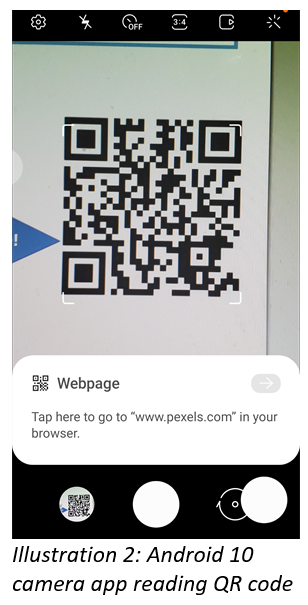 OFF
3:4
!
Webpage
Tap here to go to “www.pexels.com” in your
browser.
Illustration 2: Android 10
camera app reading QR code